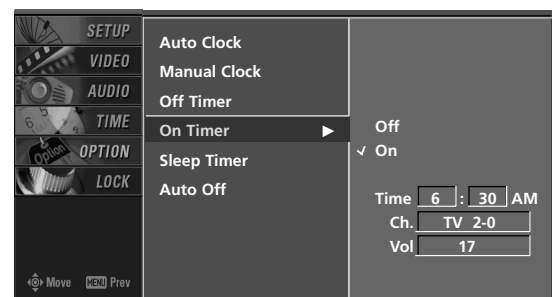 SETUP
VIDEO
AUDIO
TIME
OPTION
LOCK
Move MENU Prev
Auto Clock
Manual Clock
Off Timer
On Timer ►
Sleep Timer
Auto Off
Off
✓ On
Time 6 : 30 AM
Ch. TV 2-0
Vol 17